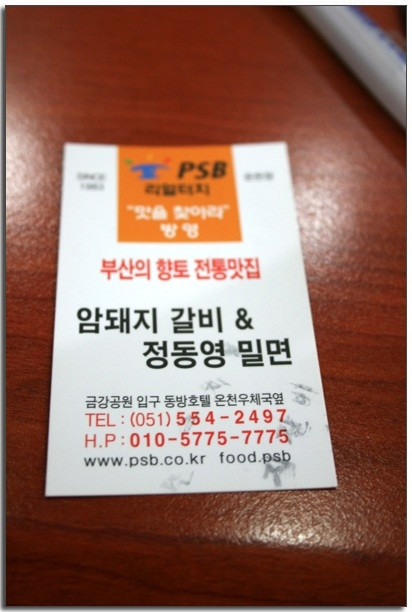 SINCE
1983
PSB
리얼터치
"맛을 찾아라"
방영
온천장
부산의 향토 전통맛집
암돼지 갈비 &
정동영 밀면
금강공원 입구 동방호텔 온천우체국옆
TEL : (051) 554-2497
H.P : 010-5775-7775
www.psb.co.kr food.psb